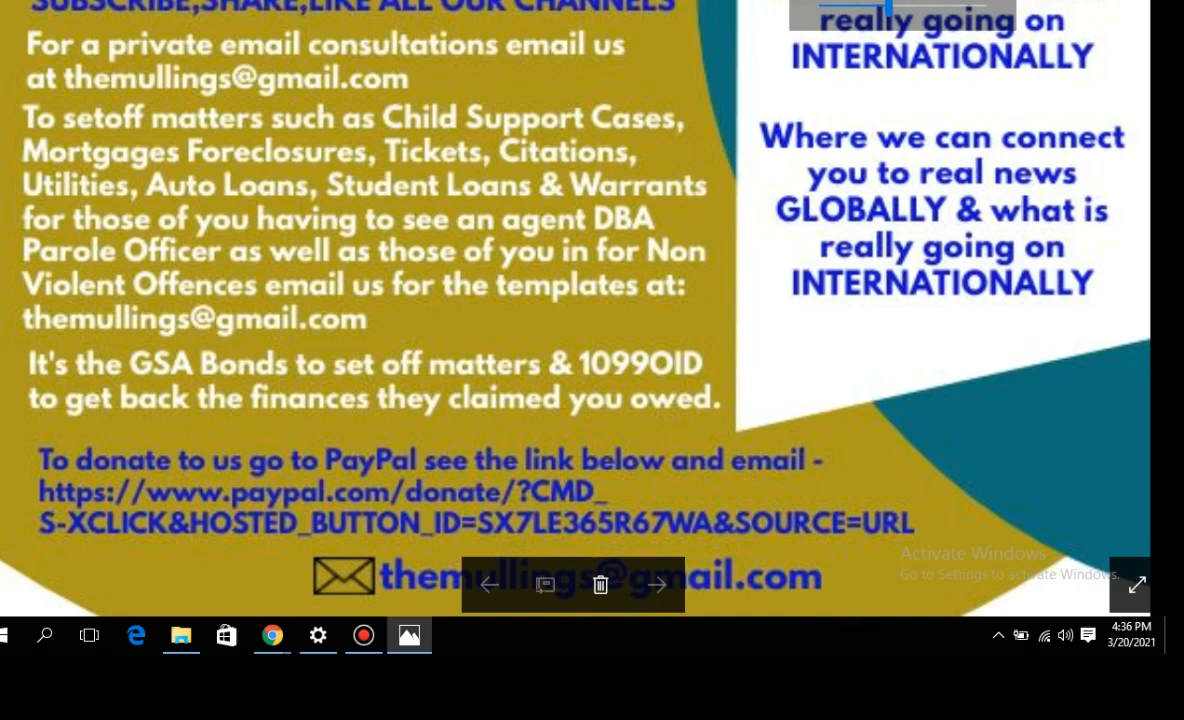 SUBSCRIBE,SHARE,LIKE ALL OUR CHANNELS
For a private email consultations email us
at themullings@gmail.com
To setoff matters such as Child Support Cases,
Mortgages Foreclosures, Tickets, Citations,
Utilities, Auto Loans, Student Loans & Warrants
for those of you having to see an agent DBA
Parole Officer as well as those of you in for Non
Violent Offences email us for the templates at:
themullings@gmail.com
It's the GSA Bonds to set off matters & 1099OID
to get back the finances they claimed you owed.
To donate to us go to PayPal see the link below and email -
https://www.paypal.com/donate/?CMD_
S-XCLICK&HOSTED_BUTTON_ID=SX7LE365R67WA&SOURCE=URL
themullings@gmail.com
really going on
INTERNATIONALLY
Where we can connect
you to real news
GLOBALLY & what is
really going on
INTERNATIONALLY
Activate Windows
Go to Settings to activate Windows.
4:36 PM
3/20/2021